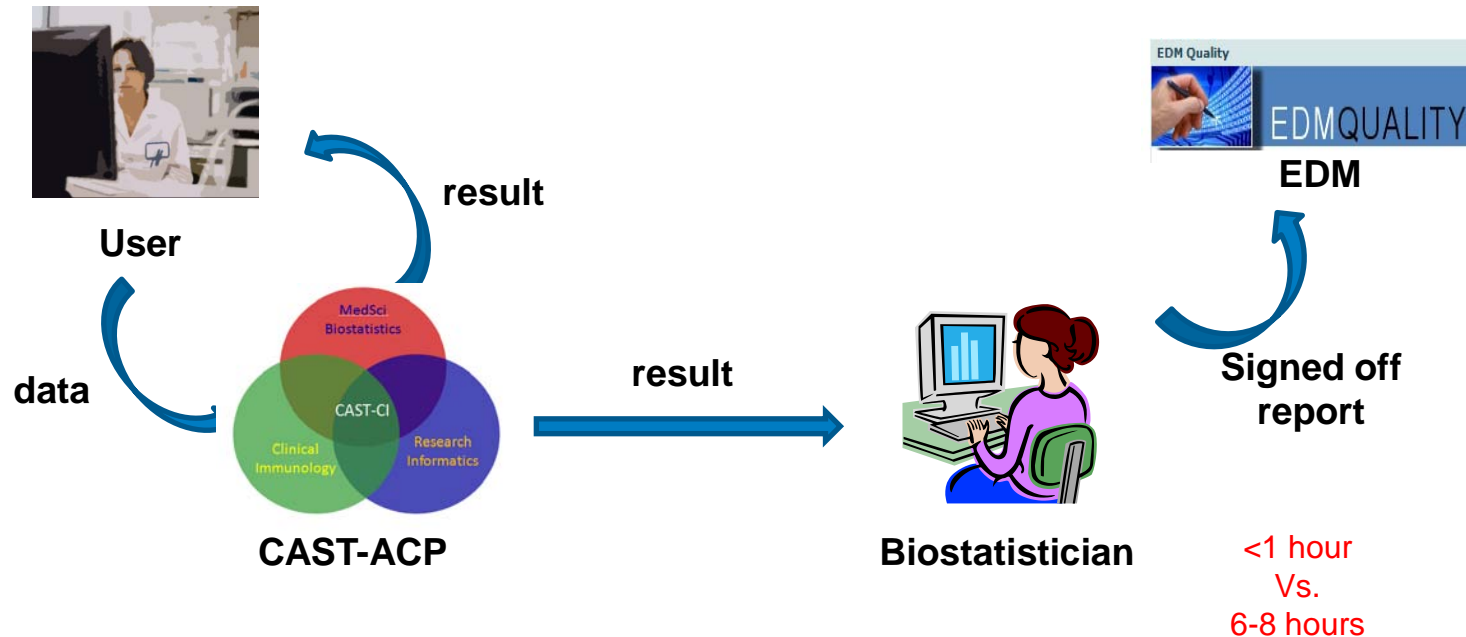 EDM Quality
EDMQUALITY
EDM
result
User
MedSci
Biostatistics
CAST-CI
Clinical
Immunology
Research
Informatics
data
result
Signed off
report
CAST-ACP
Biostatistician
<1 hour
Vs.
6-8 hours